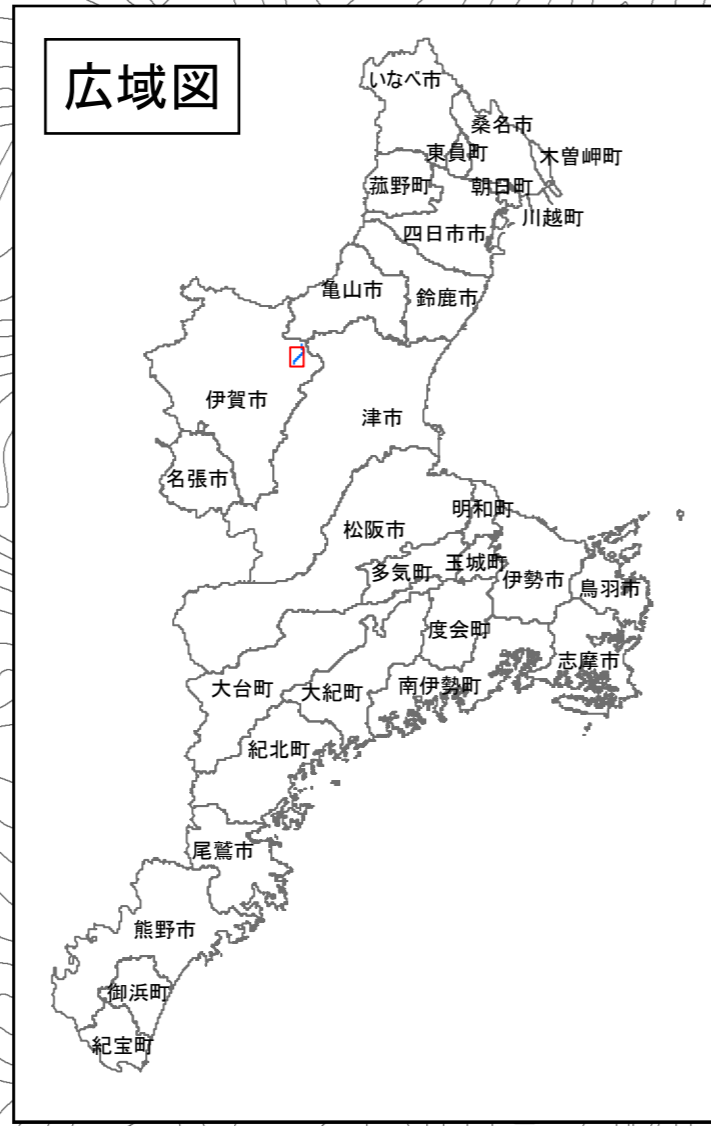 広域図
いなべ市
桑名市
東員町
木曽岬町
菰野町
朝日町
川越町
四日市市
亀山市
鈴鹿市
伊賀市
津市
名張市
明和町
松阪市
玉城町
多気町
伊勢市
鳥羽市
度会町
志摩市
大台町
大紀町
南伊勢町
紀北町
尾鷲市
熊野市
御浜町
紀宝町